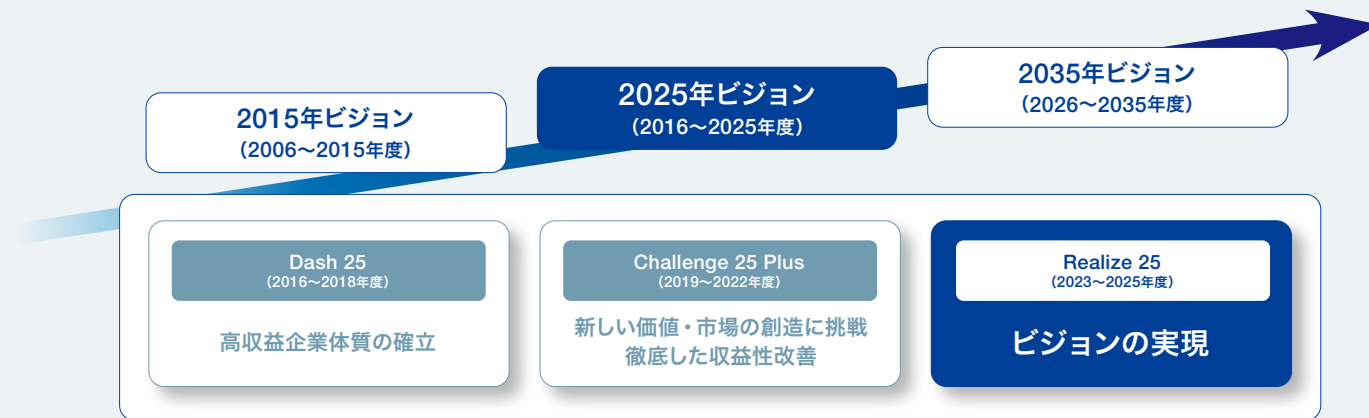 2015年ビジョン
（2006～2015年度）
2025年ビジョン
（2016～2025年度）
2035年ビジョン
（2026～2035年度）
Dash 25
（2016～2018年度）
高収益企業体質の確立
Challenge 25 Plus
（2019～2022年度）
新しい価値・市場の創造に挑戦
徹底した収益性改善
Realize 25
（2023～2025年度）
ビジョンの実現